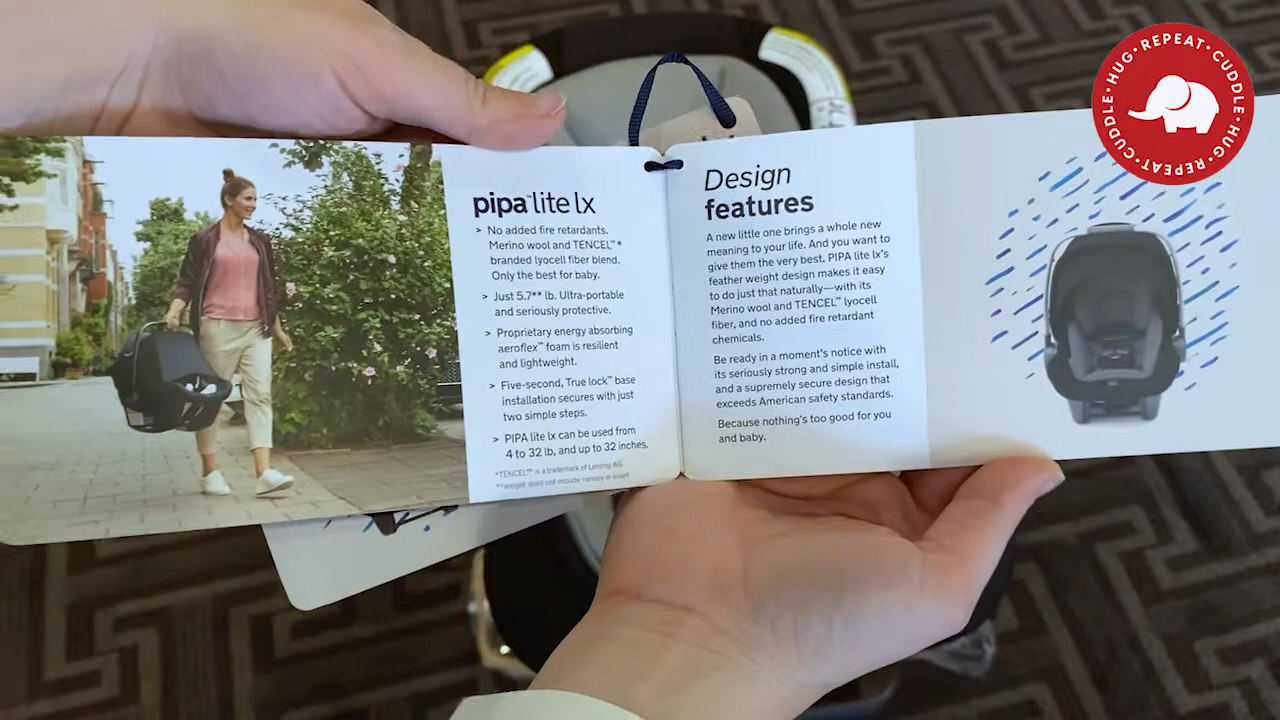 CUDDLE • HUG • REPEAT • CUDDLE • HUG • REPEAT •
pipa™ lite lx
> No added fire retardants.
Merino wool and TENCEL™*
branded lyocell fiber blend.
Only the best for baby.
> Just 5.7** lb. Ultra-portable
and seriously protective.
> Proprietary energy absorbing
aeroflex™ foam is resilient
and lightweight.
> Five-second, True lock™ base
installation secures with just
two simple steps.
> PIPA lite lx can be used from
4 to 32 lb, and up to 32 inches.
*TENCEL™ is a trademark of Lenzing AG.
**weight does not include canopy or insert
Design
features
A new little one brings a whole new
meaning to your life. And you want to
give them the very best. PIPA lite lx's
feather weight design makes it easy
to do just that naturally—with its
Merino wool and TENCEL™ lyocell
fiber, and no added fire retardant
chemicals.
Be ready in a moment's notice with
its seriously strong and simple install,
and a supremely secure design that
exceeds American safety standards.
Because nothing's too good for you
and baby.